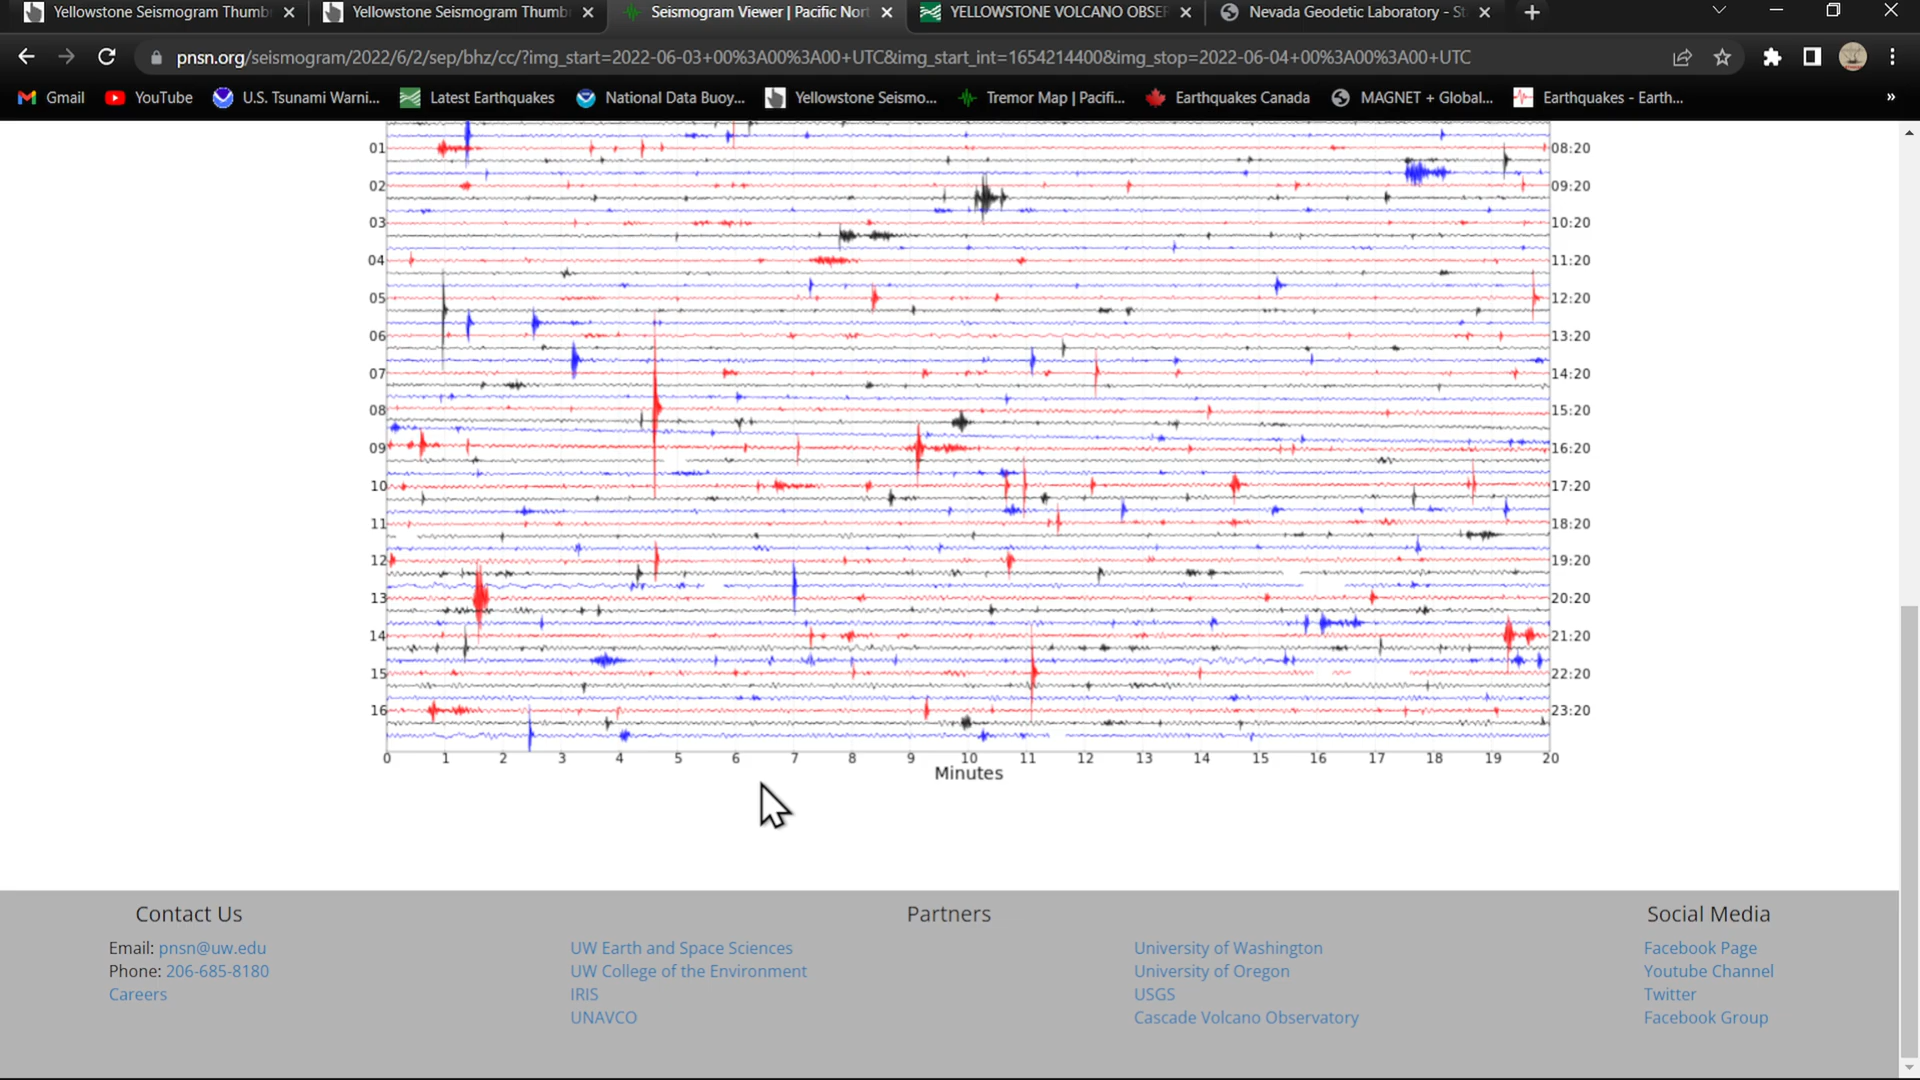 Yellowstone Seismogram Thumb
Yellowstone Seismogram Thumb
Seismogram Viewer | Pacific Nort
YELLOWSTONE VOLCANO OBSER
Nevada Geodetic Laboratory - St
pnsn.org/seismogram/2022/6/2/sep/bhz/cc/?img_start=2022-06-03+00%3A00%3A00+UTC&img_start_int=1654214400&img_stop=2022-06-04+00%3A00%3A00+UTC
Gmail YouTube U.S. Tsunami Warni... Latest Earthquakes National Data Buoy... Yellowstone Seismo... Tremor Map | Pacifi... Earthquakes Canada MAGNET + Global... Earthquakes - Earth... »
01 08:20
02 09:20
03 10:20
04 11:20
05 12:20
06 13:20
07 14:20
08 15:20
09 16:20
10 17:20
11 18:20
12 19:20
13 20:20
14 21:20
15 22:20
16 23:20
0 1 2 3 4 5 6 7 8 9 10 11 12 13 14 15 16 17 18 19 20
Minutes
Contact Us
Email: pnsn@uw.edu
Phone: 206-685-8180
Careers
Partners
UW Earth and Space Sciences
UW College of the Environment
IRIS
UNAVCO
University of Washington
University of Oregon
USGS
Cascade Volcano Observatory
Social Media
Facebook Page
Youtube Channel
Twitter
Facebook Group